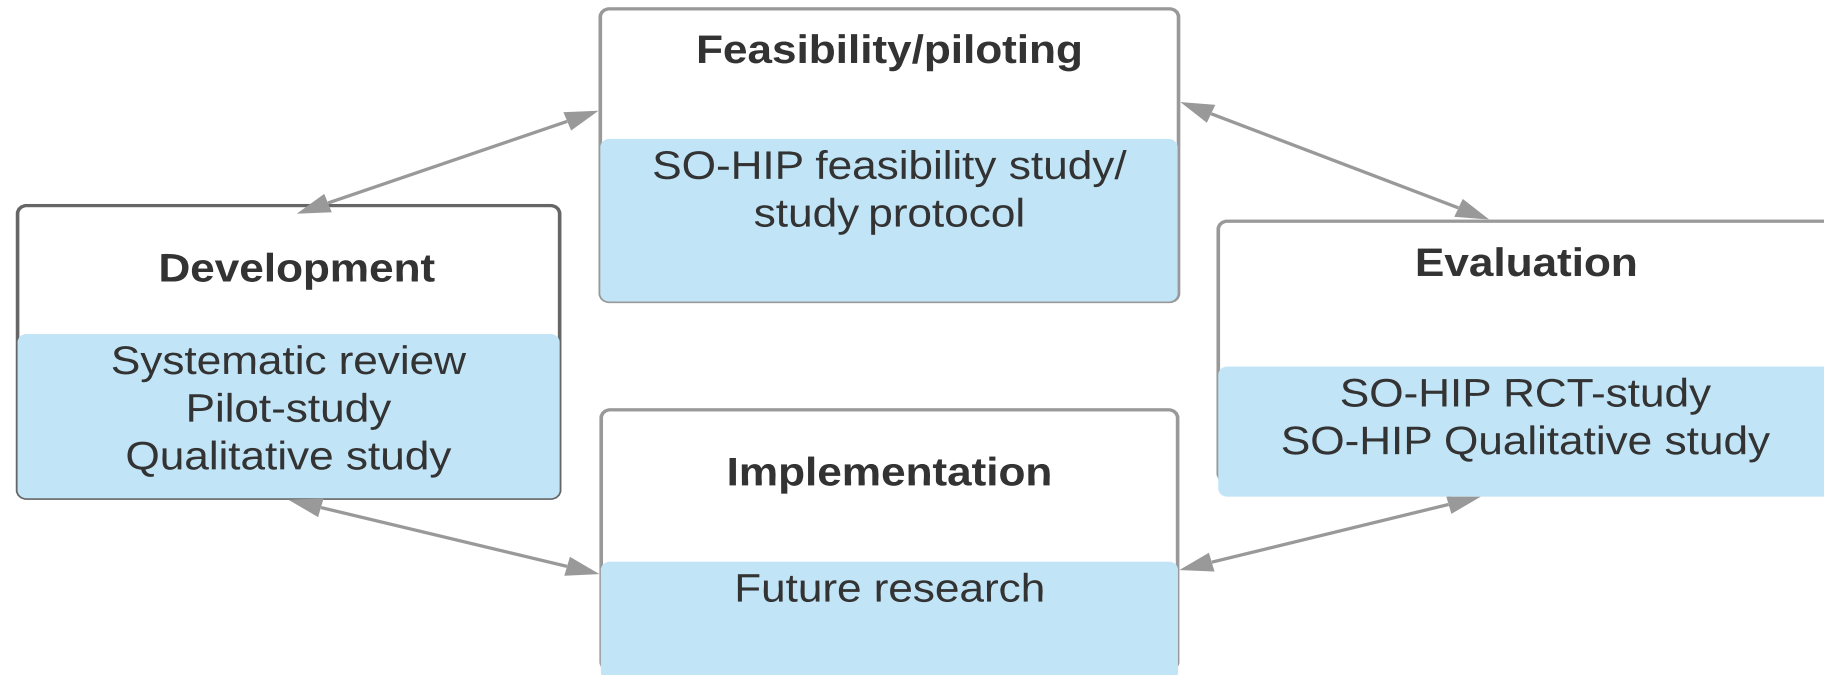 Feasibility/piloting
SO-HIP feasibility study/
study protocol
Development
Systematic review
Pilot-study
Qualitative study
Evaluation
SO-HIP RCT-study
SO-HIP Qualitative study
Implementation
Future research